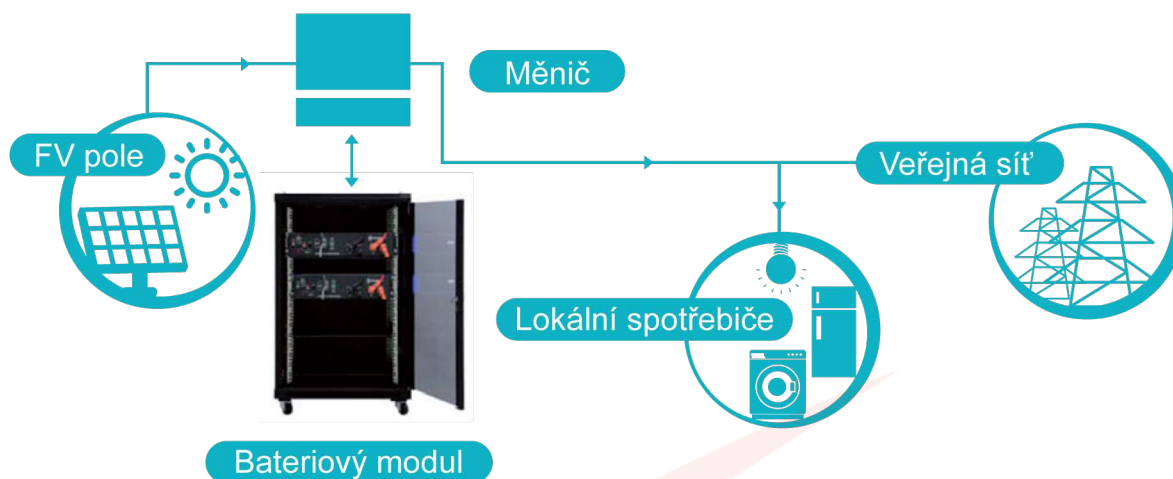 Měnič
FV pole
Veřejná síť
Lokální spotřebiče
Bateriový modul